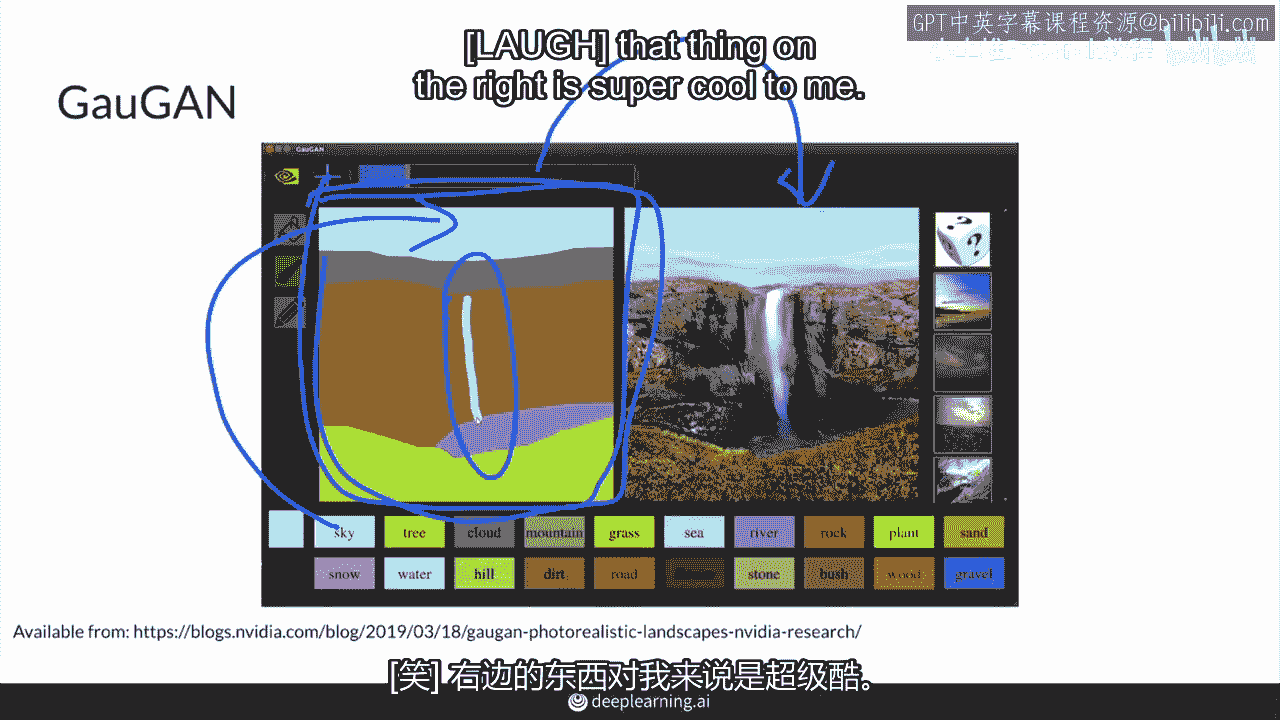 GPT中英字幕课程资源@bilibili.com
[LAUGH] that thing on
the right is super cool to me.
GauGAN
GauGAN
sky tree cloud mountain grass sea river rock plant sand
snow water hill dirt road stone bush wood gravel
Available from: https://blogs.nvidia.com/blog/2019/03/18/gaugan-photorealistic-landscapes-nvidia-research/
[笑] 右边的东西对我来说是超级酷。
deeplearning.ai